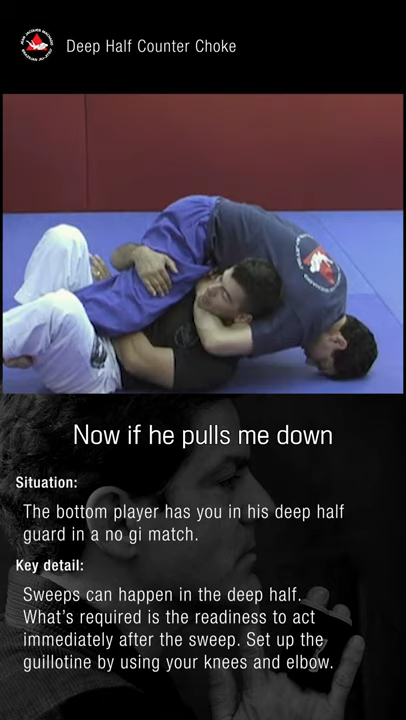 Deep Half Counter Choke
Now if he pulls me down
Situation:
The bottom player has you in his deep half
guard in a no gi match.
Key detail:
Sweeps can happen in the deep half.
What's required is the readiness to act
immediately after the sweep. Set up the
guillotine by using your knees and elbow.